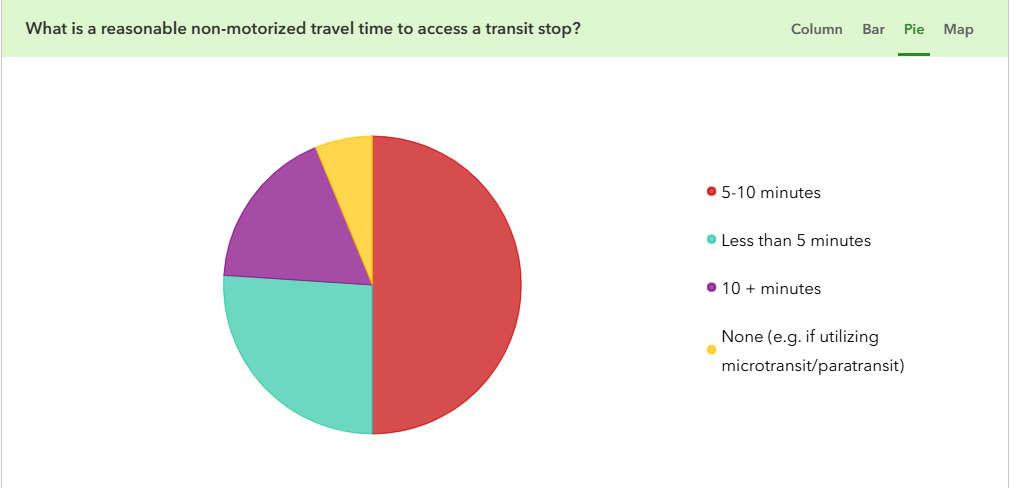 What is a reasonable non-motorized travel time to access a transit stop?
Column Bar Pie Map
5-10 minutes
Less than 5 minutes
10 + minutes
None (e.g. if utilizing
microtransit/paratransit)